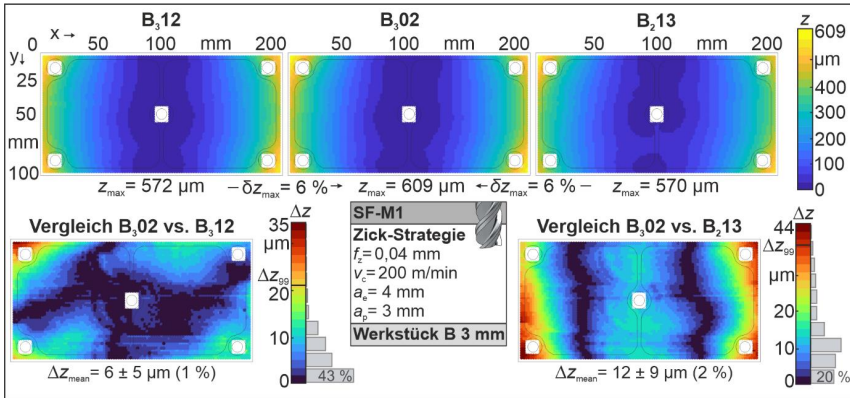 B₃12 B₃02 B₂13
0 x → 50 100 mm 200 50 100 mm 200 50 100 mm 200
z
y↓ 25 50 mm 100
609 µm 500 400 300 200 100 0
z_max = 572 µm –δz_max = 6 %→ z_max = 609 µm ←δz_max = 6 %– z_max = 570 µm
Vergleich B₃02 vs. B₃12
Δz
35 µm Δz₉₉ 20 10 0
43 %
Δz_mean = 6 ± 5 µm (1 %)
SF-M1
Zick-Strategie
f_z = 0,04 mm
v_c = 200 m/min
a_e = 4 mm
a_p = 3 mm
Werkstück B 3 mm
Vergleich B₃02 vs. B₂13
Δz
44 Δz₉₉ µm 20 10 0
20 %
Δz_mean = 12 ± 9 µm (2 %)